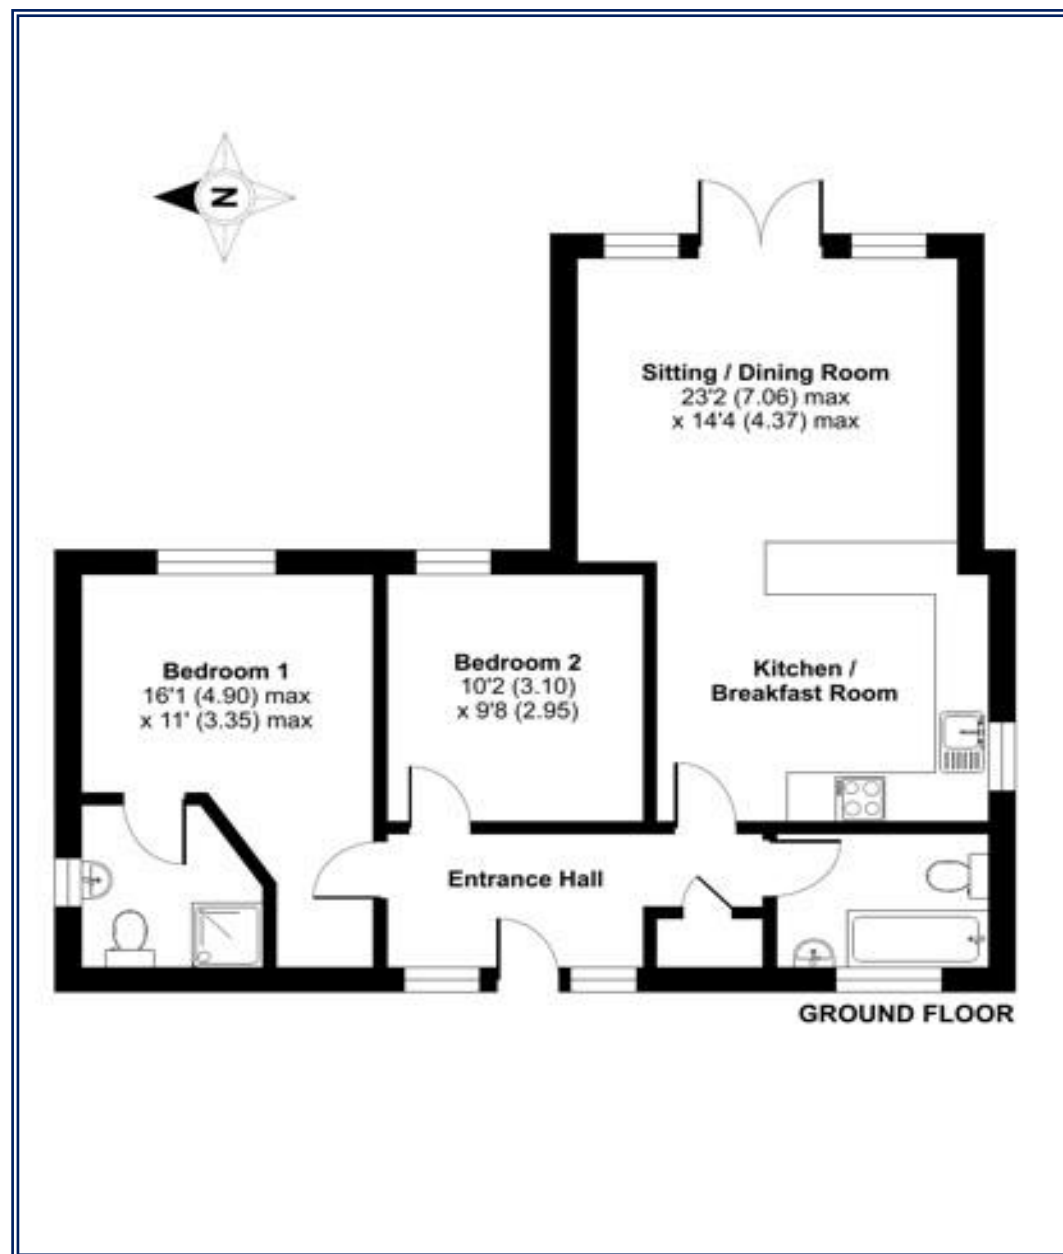 N
Sitting / Dining Room
23'2 (7.06) max
x 14'4 (4.37) max
Bedroom 1
16'1 (4.90) max
x 11' (3.35) max
Bedroom 2
10'2 (3.10)
x 9'8 (2.95)
Kitchen /
Breakfast Room
Entrance Hall
GROUND FLOOR